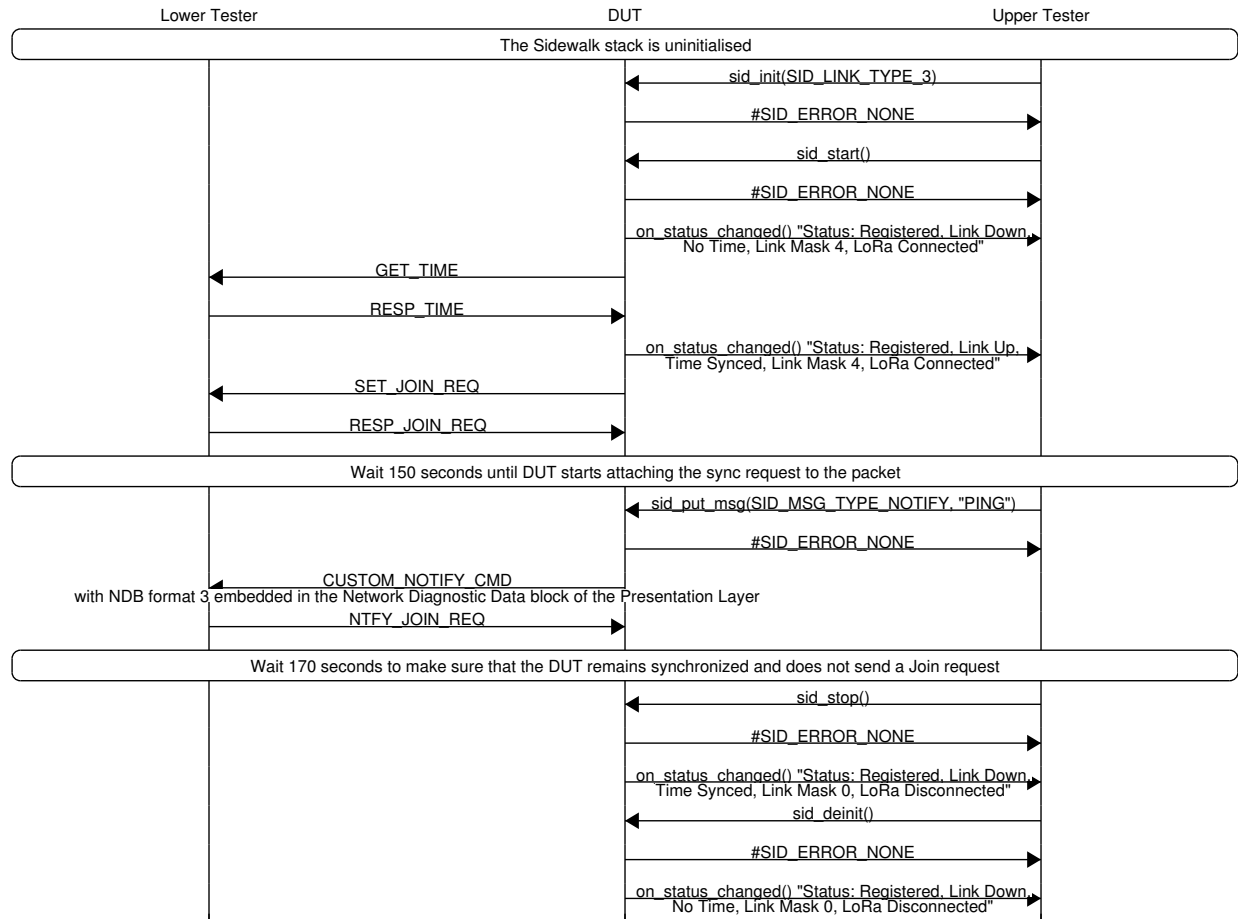 Lower Tester DUT Upper Tester
The Sidewalk stack is uninitialised
sid_init(SID_LINK_TYPE_3)
#SID_ERROR_NONE
sid_start()
#SID_ERROR_NONE
on_status_changed() "Status: Registered, Link Down,
No Time, Link Mask 4, LoRa Connected"
GET_TIME
RESP_TIME
on_status_changed() "Status: Registered, Link Up,
Time Synced, Link Mask 4, LoRa Connected"
SET_JOIN_REQ
RESP_JOIN_REQ
Wait 150 seconds until DUT starts attaching the sync request to the packet
sid_put_msg(SID_MSG_TYPE_NOTIFY, "PING")
#SID_ERROR_NONE
CUSTOM_NOTIFY_CMD
with NDB format 3 embedded in the Network Diagnostic Data block of the Presentation Layer
NTFY_JOIN_REQ
Wait 170 seconds to make sure that the DUT remains synchronized and does not send a Join request
sid_stop()
#SID_ERROR_NONE
on_status_changed() "Status: Registered, Link Down,
Time Synced, Link Mask 0, LoRa Disconnected"
sid_deinit()
#SID_ERROR_NONE
on_status_changed() "Status: Registered, Link Down,
No Time, Link Mask 0, LoRa Disconnected"